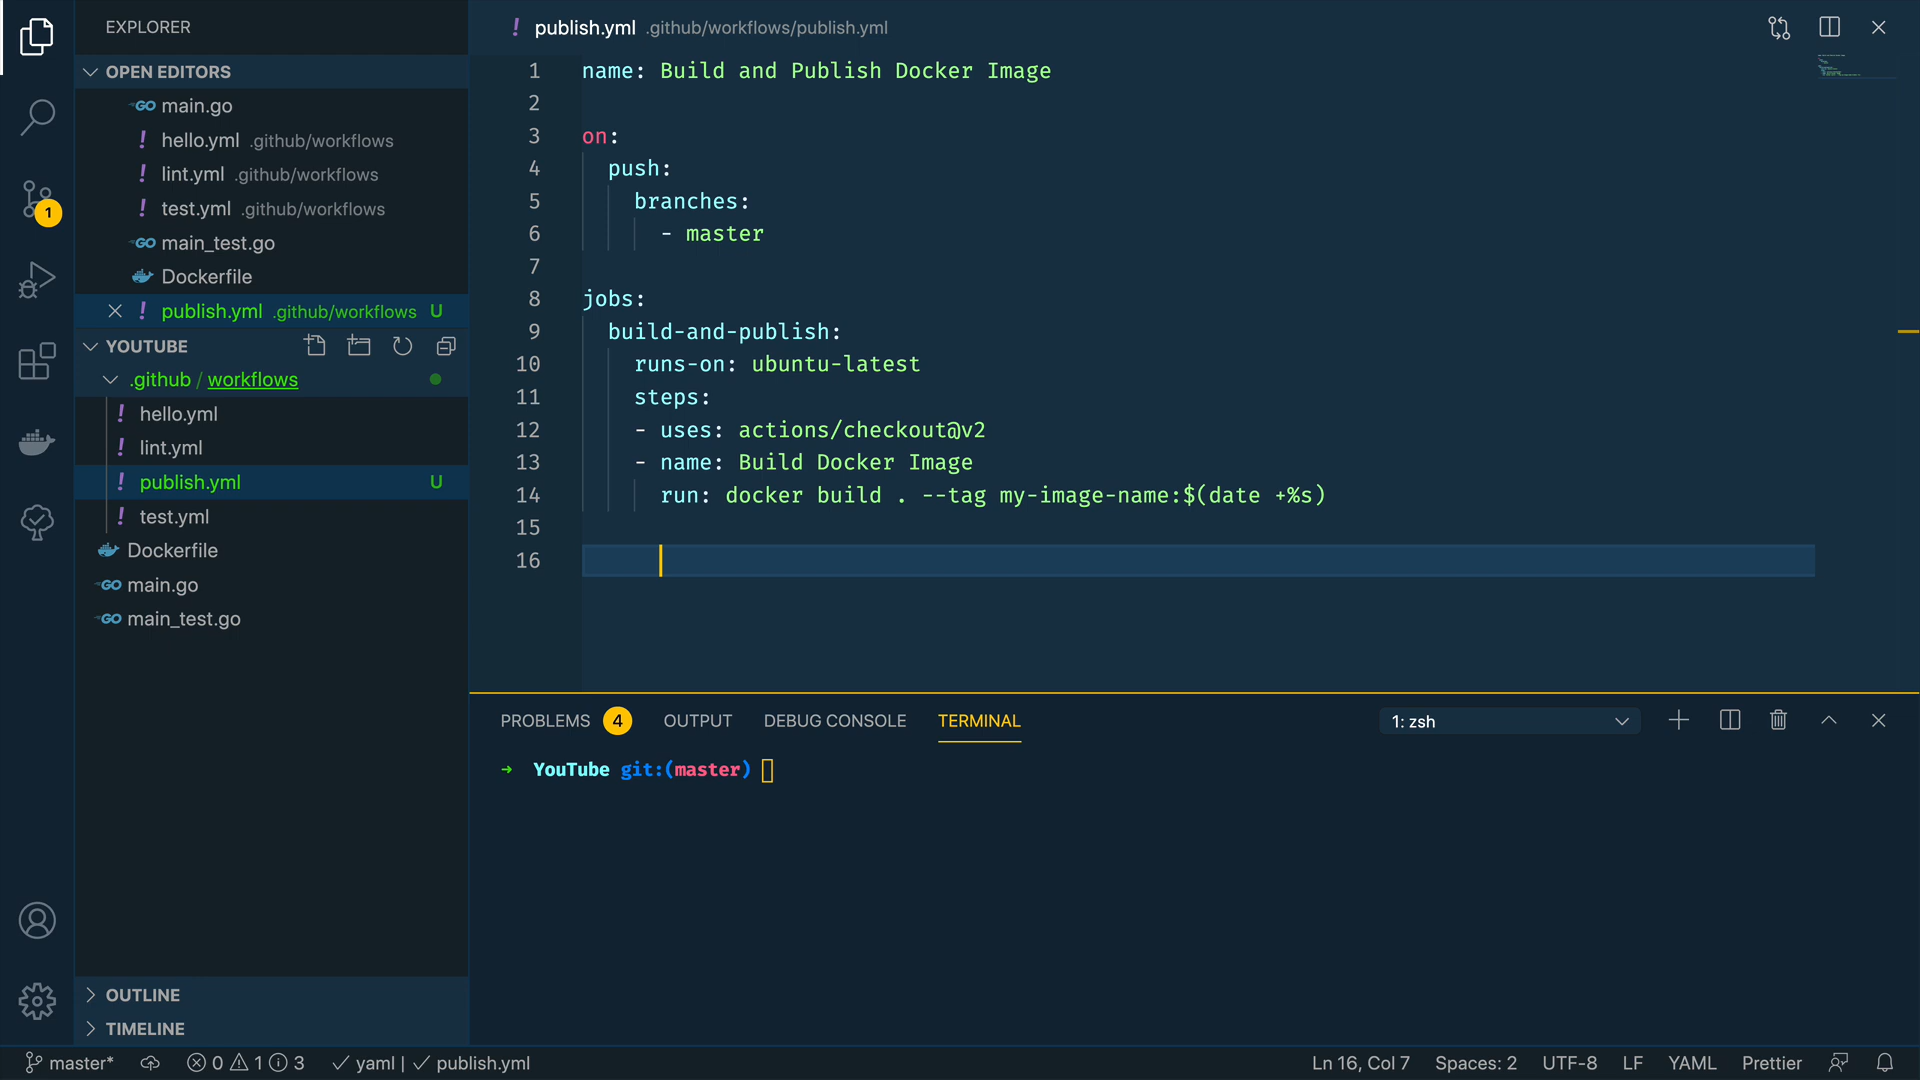 EXPLORER
OPEN EDITORS
main.go
hello.yml .github/workflows
lint.yml .github/workflows
test.yml .github/workflows
main_test.go
Dockerfile
publish.yml .github/workflows U
YOUTUBE
.github / workflows
hello.yml
lint.yml
publish.yml U
test.yml
Dockerfile
main.go
main_test.go
OUTLINE
TIMELINE
1
! publish.yml .github/workflows/publish.yml
1 name: Build and Publish Docker Image
2
3 on:
4 push:
5 branches:
6 - master
7
8 jobs:
9 build-and-publish:
10 runs-on: ubuntu-latest
11 steps:
12 - uses: actions/checkout@v2
13 - name: Build Docker Image
14 run: docker build . --tag my-image-name:$(date +%s)
15
16
PROBLEMS 4 OUTPUT DEBUG CONSOLE TERMINAL 1: zsh
→ YouTube git:(master)
master* 0 1 3 ✓ yaml | ✓ publish.yml Ln 16, Col 7 Spaces: 2 UTF-8 LF YAML Prettier